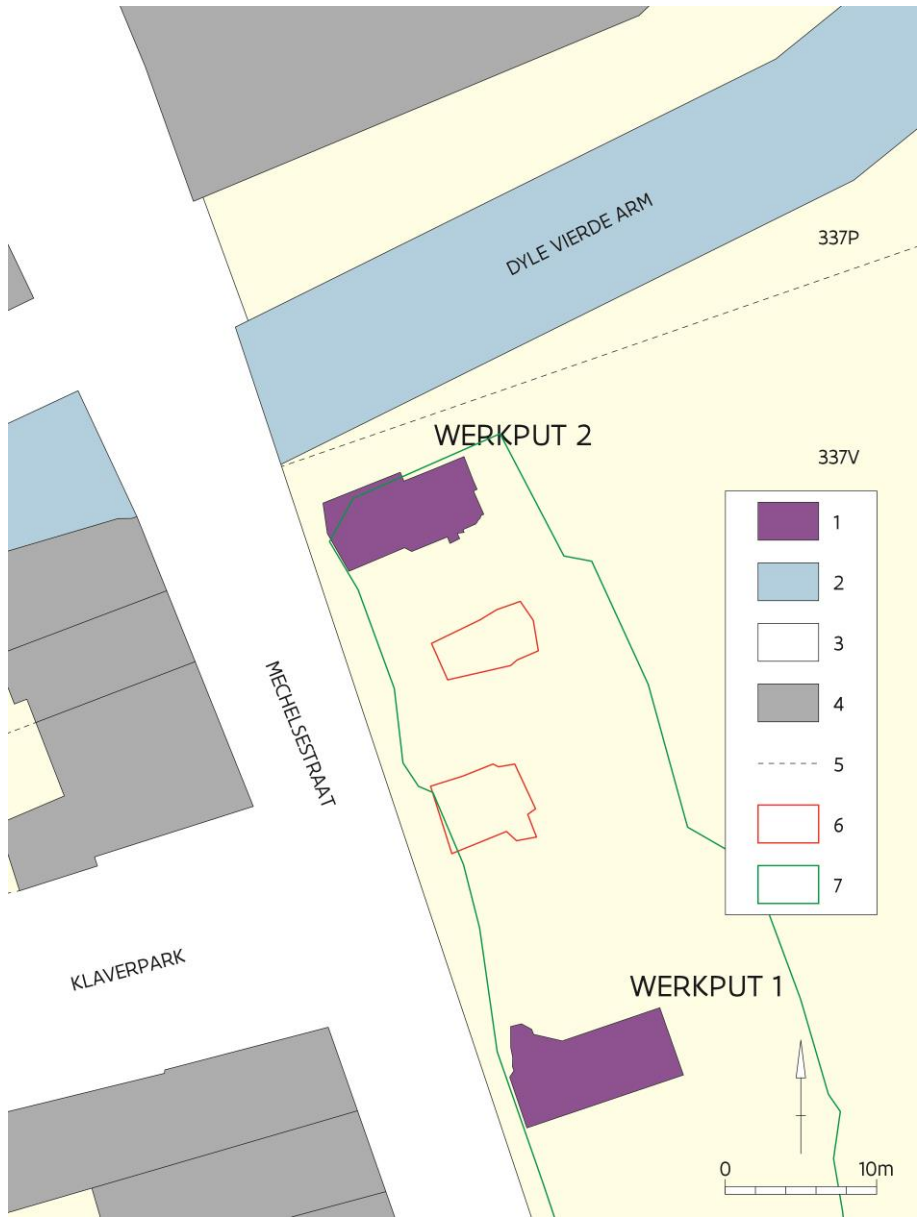 DYLE VIERDE ARM
337P
WERKPUT 2
337V
1
2
3
4
5
6
7
MECHELSESTRAAT
KLAVERPARK
WERKPUT 1
0 10m